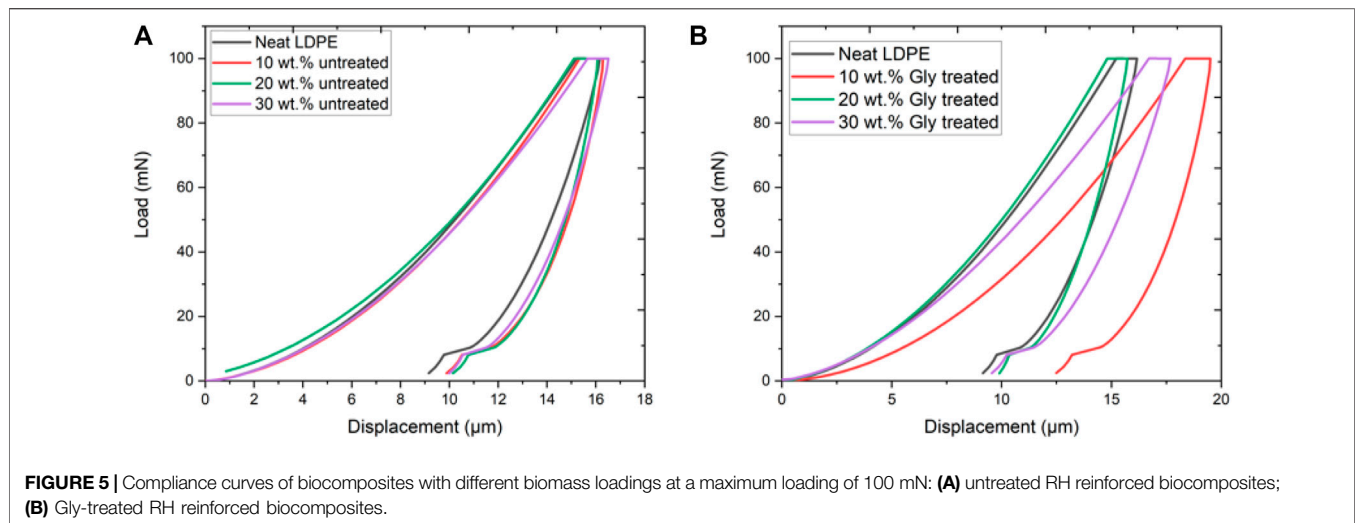 A
Neat LDPE
10 wt.% untreated
20 wt.% untreated
30 wt.% untreated
100
80
60
40
20
0
Load (mN)
0 2 4 6 8 10 12 14 16 18
Displacement (μm)
B
Neat LDPE
10 wt.% Gly treated
20 wt.% Gly treated
30 wt.% Gly treated
100
80
60
40
20
0
Load (mN)
0 5 10 15 20
Displacement (μm)
FIGURE 5 | Compliance curves of biocomposites with different biomass loadings at a maximum loading of 100 mN: (A) untreated RH reinforced biocomposites;
(B) Gly-treated RH reinforced biocomposites.